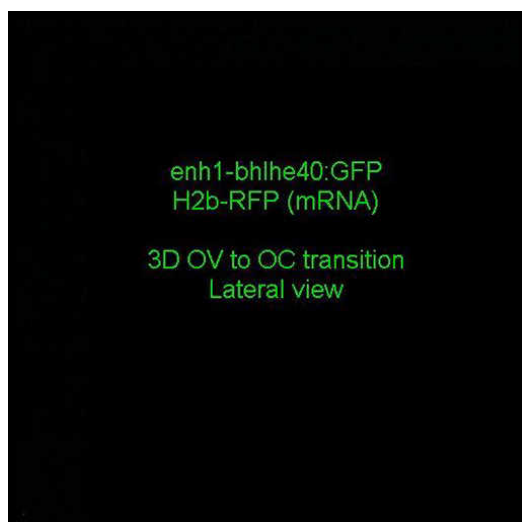 enh1-bhlhe40:GFP
H2b-RFP (mRNA)
3D OV to OC transition
Lateral view